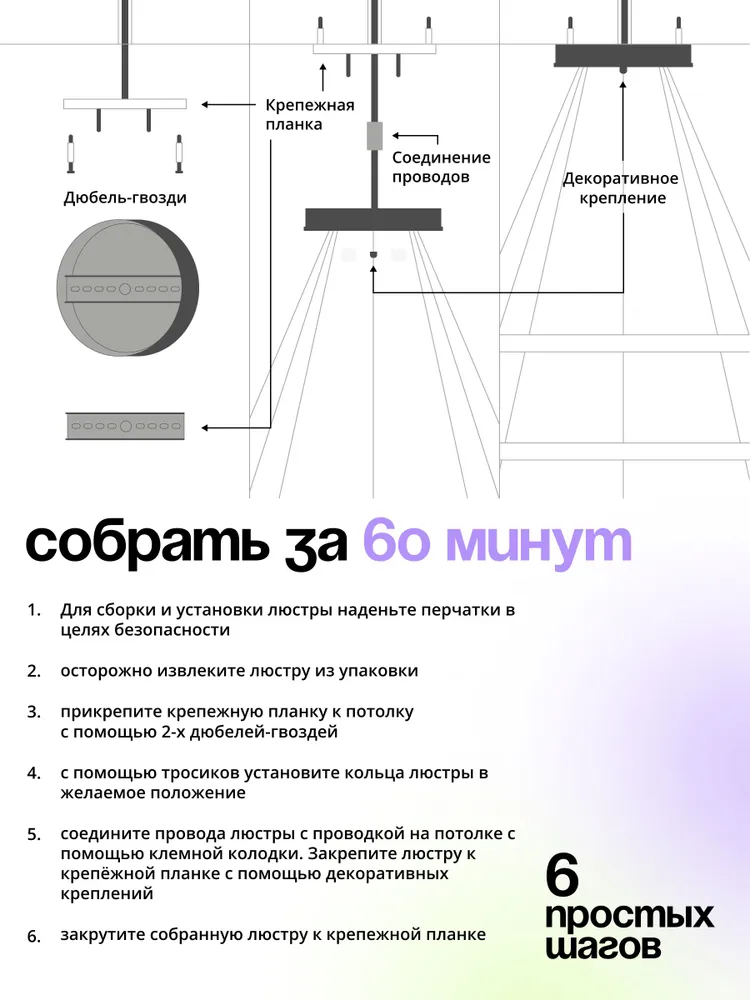 Крепежная
планка
Соединение
проводов
Декоративное
крепление
Дюбель-гвозди
собрать за 60 минут
1. Для сборки и установки люстры наденьте перчатки в
целях безопасности
2. осторожно извлеките люстру из упаковки
3. прикрепите крепежную планку к потолку
с помощью 2-х дюбелей-гвоздей
4. с помощью тросиков установите кольца люстры в
желаемое положение
5. соедините провода люстры с проводкой на потолке с
помощью клемной колодки. Закрепите люстру к
крепёжной планке с помощью декоративных
креплений
6. закрутите собранную люстру к крепежной планке
6
простых
шагов